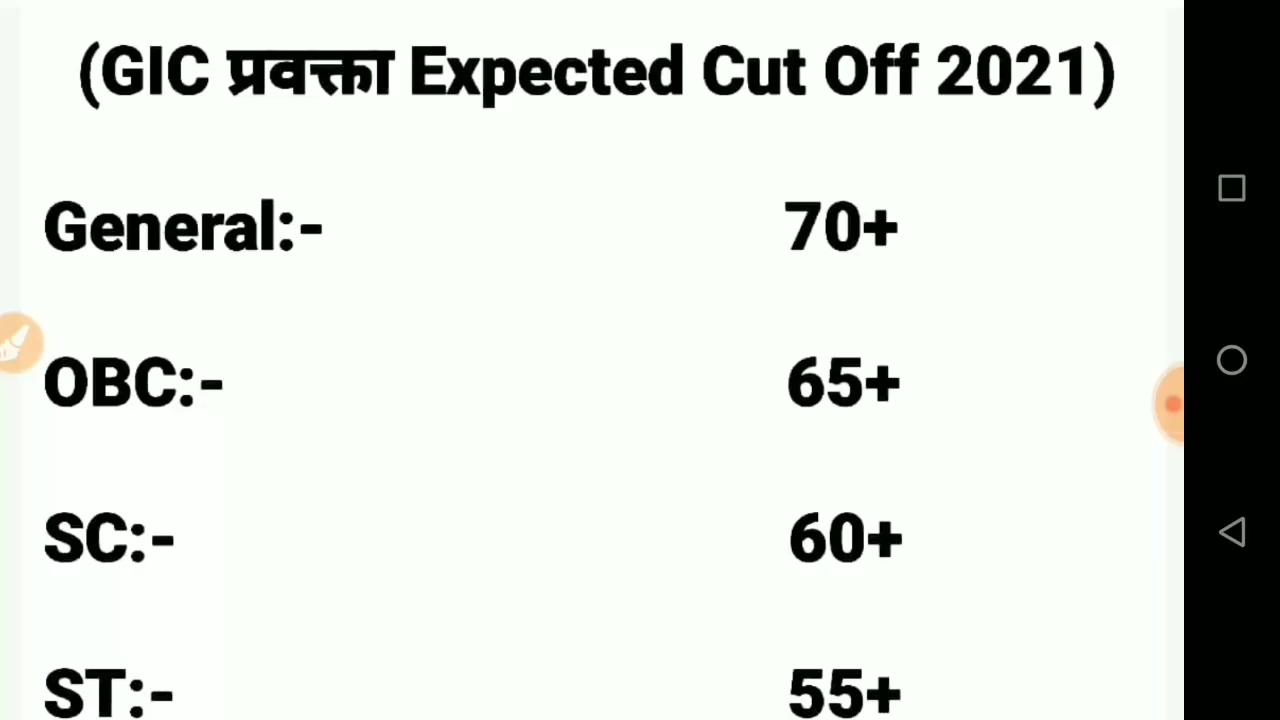 (GIC प्रवक्ता Expected Cut Off 2021)
General:- 70+
OBC:- 65+
SC:- 60+
ST:- 55+